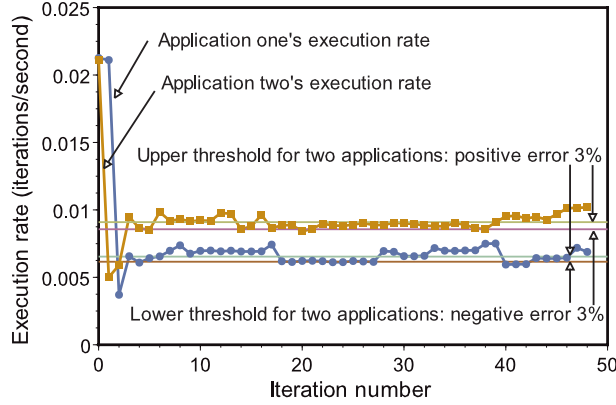 0.025
Application one's execution rate
0.020
Application two's execution rate
0.015
Upper threshold for two applications: positive error 3%
0.010
0.005
Lower threshold for two applications: negative error 3%
0
0 10 20 30 40 50
Iteration number
Execution rate (iterations/second)